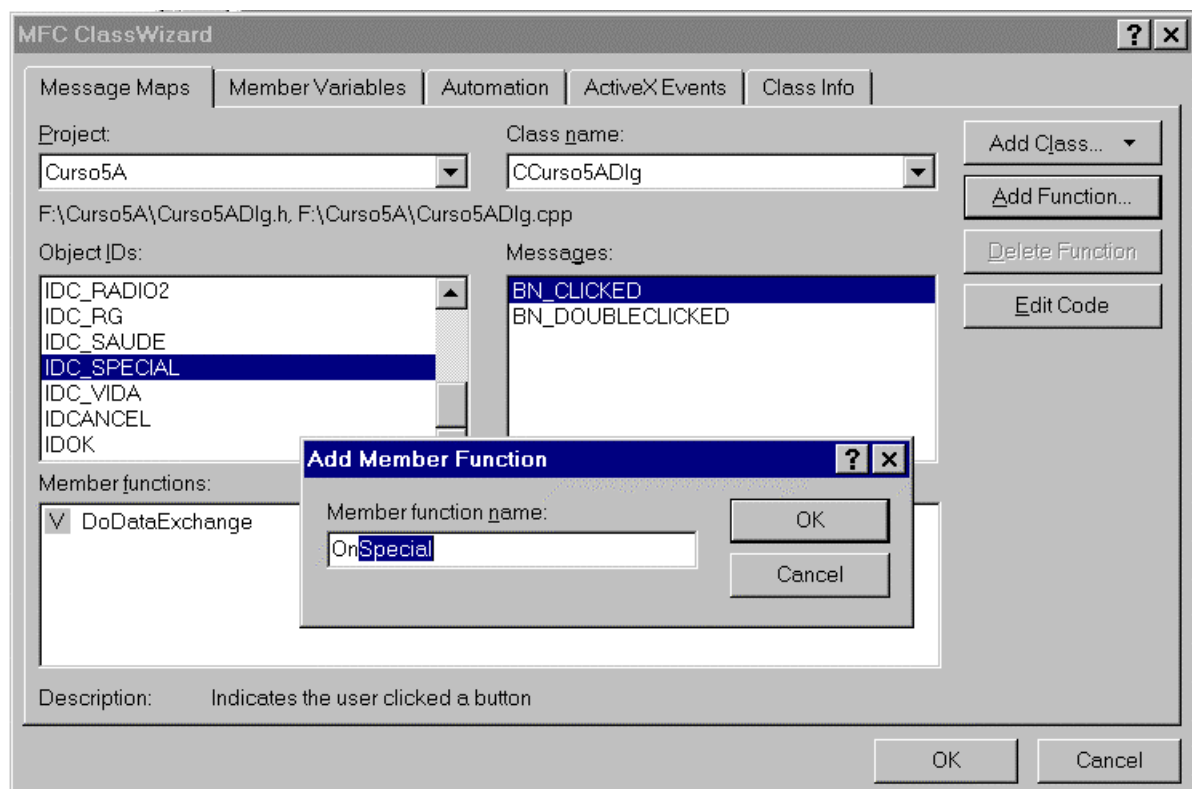 MFC ClassWizard
Message Maps Member Variables Automation ActiveX Events Class Info
Project:
Class name:
Add Class...
Curso5A
CCurso5ADlg
Add Function...
F:\Curso5A\Curso5ADlg.h, F:\Curso5A\Curso5ADlg.cpp
Object IDs:
Messages:
Delete Function
IDC_RADIO2
IDC_RG
IDC_SAUDE
IDC_SPECIAL
IDC_VIDA
IDCANCEL
IDOK
BN_CLICKED
BN_DOUBLECLICKED
Edit Code
Add Member Function
Member function name:
OnSpecial
OK
Cancel
Member functions:
V DoDataExchange
Description: Indicates the user clicked a button
OK Cancel